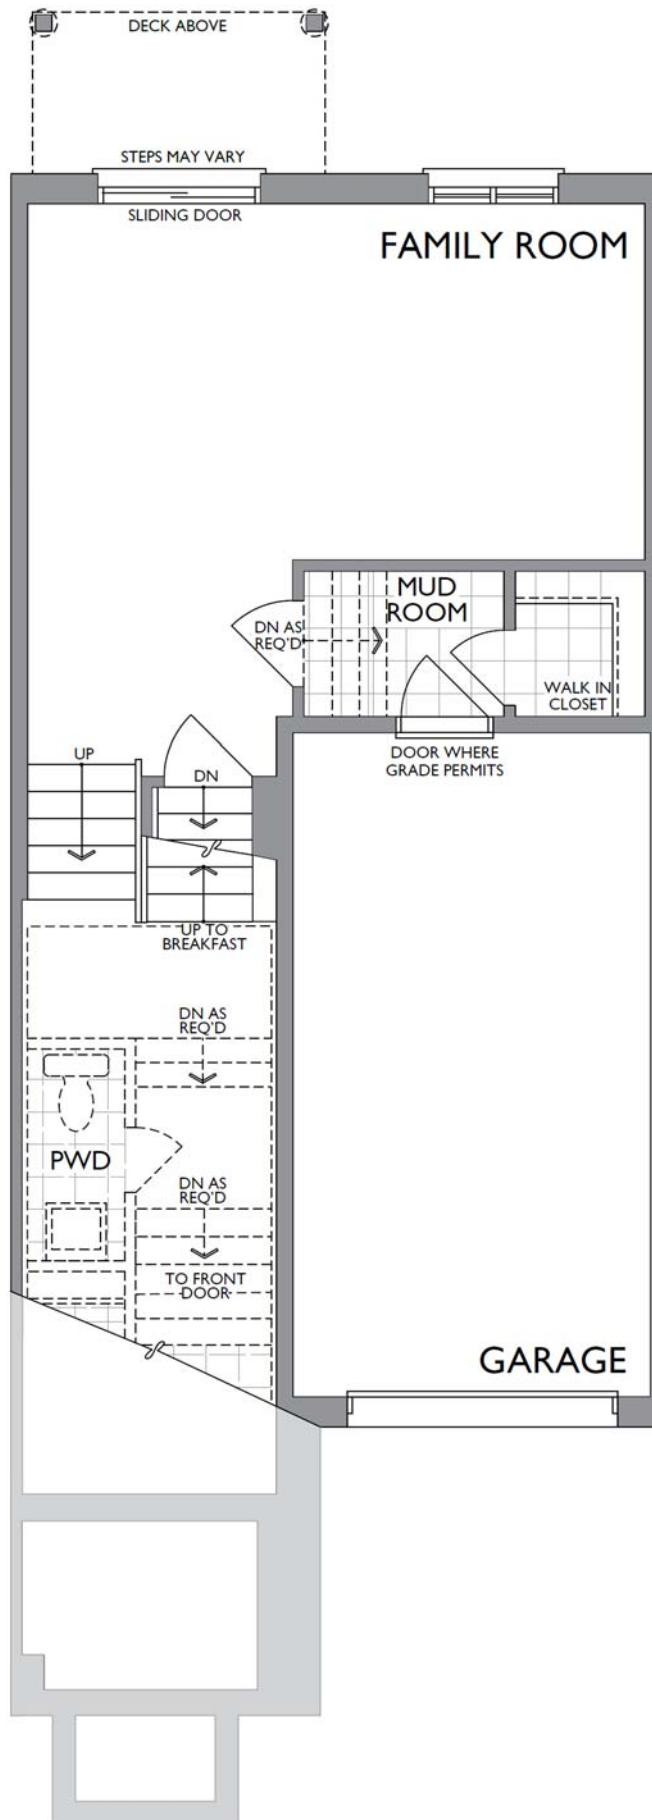 DECK ABOVE
STEPS MAY VARY
SLIDING DOOR
FAMILY ROOM
MUD
ROOM
DN AS
REQ'D
WALK IN
CLOSET
DOOR WHERE
GRADE PERMITS
UP
DN
UP TO
BREAKFAST
DN AS
REQ'D
PWD
DN AS
REQ'D
TO FRONT
DOOR
GARAGE